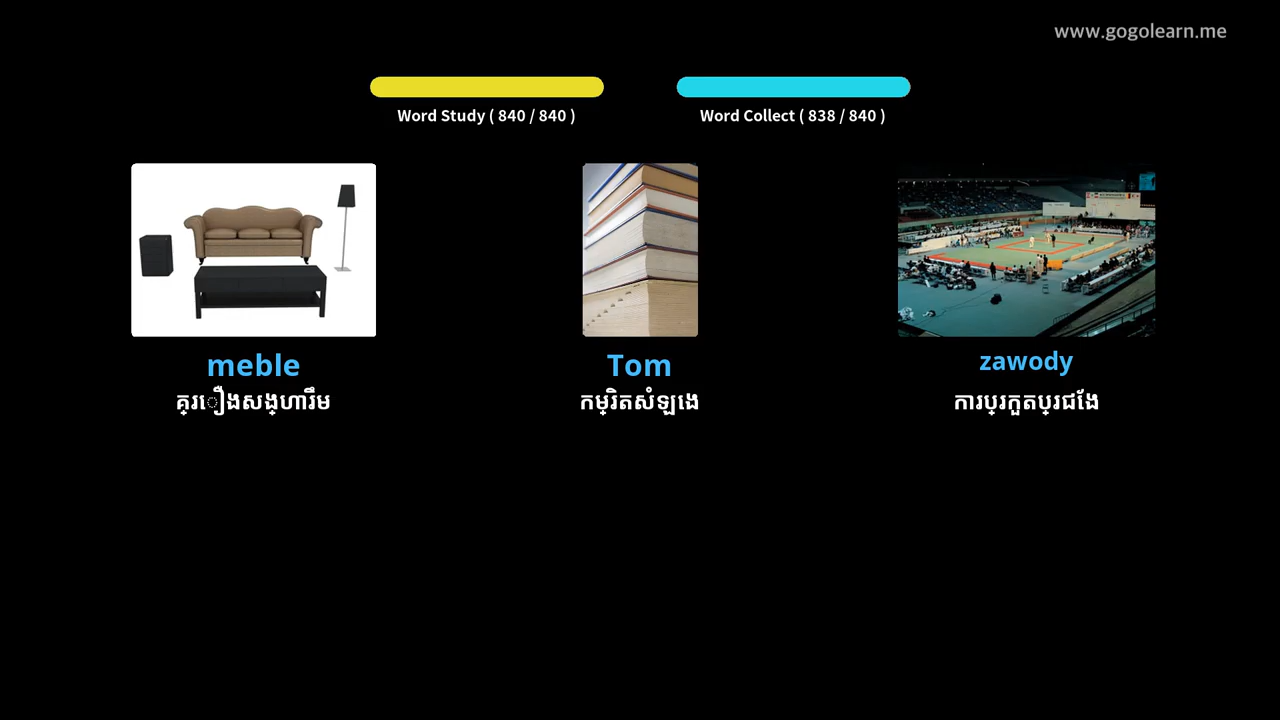 www.gogolearn.me
Word Study ( 840 / 840 )
Word Collect ( 838 / 840 )
meble
Tom
zawody
គ្រឿងសង្ហារឹម
កម្រិតសំឡេង
ការប្រកួតប្រជែង